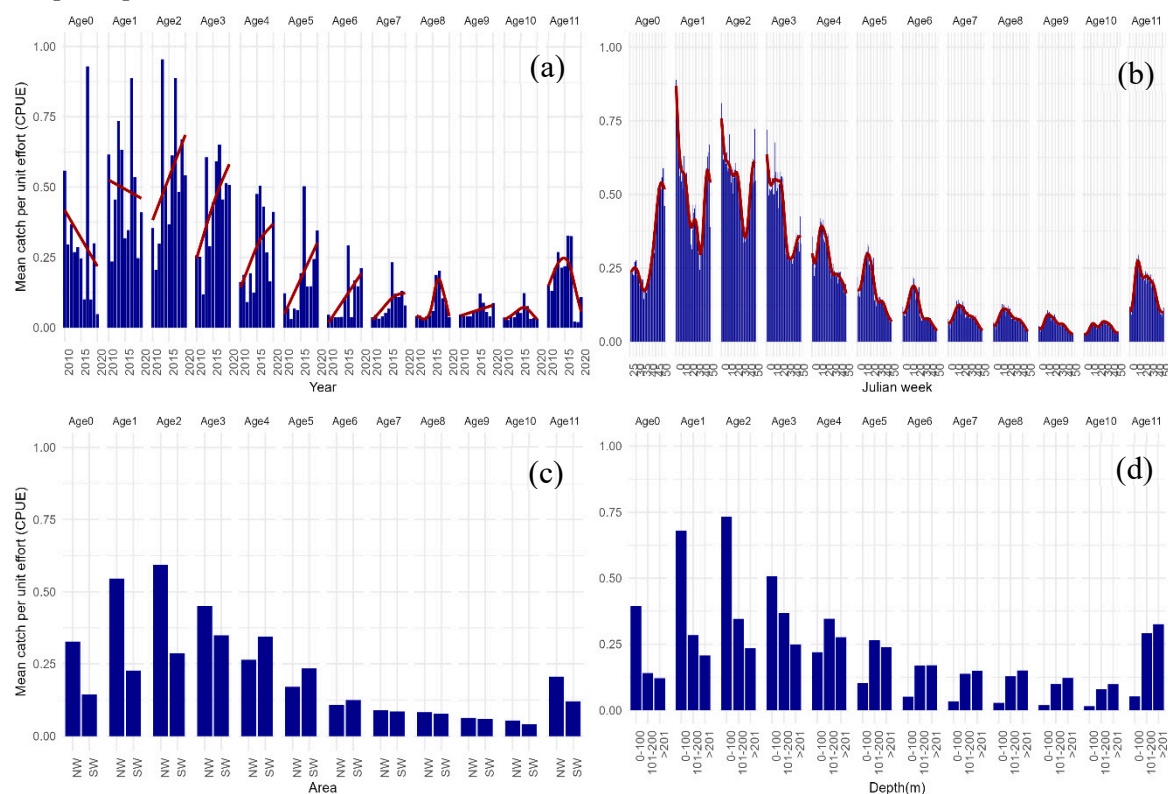 Age0 Age1 Age2 Age3 Age4 Age5 Age6 Age7 Age8 Age9 Age10 Age11
(a)
1.00
0.75
0.50
0.25
0.00
Mean catch per unit effort (CPUE)
2010 2015 2020 2010 2015 2020 2010 2015 2020 2010 2015 2020 2010 2015 2020 2010 2015 2020 2010 2015 2020 2010 2015 2020 2010 2015 2020 2010 2015 2020 2010 2015 2020 2010 2015 2020
Year
Age0 Age1 Age2 Age3 Age4 Age5 Age6 Age7 Age8 Age9 Age10 Age11
(b)
1.00
0.75
0.50
0.25
0.00
Julian week
Age0 Age1 Age2 Age3 Age4 Age5 Age6 Age7 Age8 Age9 Age10 Age11
(c)
1.00
0.75
0.50
0.25
0.00
Mean catch per unit effort (CPUE)
NW SW NW SW NW SW NW SW NW SW NW SW NW SW NW SW NW SW NW SW NW SW NW SW
Area
Age0 Age1 Age2 Age3 Age4 Age5 Age6 Age7 Age8 Age9 Age10 Age11
(d)
1.00
0.75
0.50
0.25
0.00
0-100 101-200 >201 0-100 101-200 >201 0-100 101-200 >201 0-100 101-200 >201 0-100 101-200 >201 0-100 101-200 >201 0-100 101-200 >201 0-100 101-200 >201 0-100 101-200 >201 0-100 101-200 >201 0-100 101-200 >201 0-100 101-200 >201
Depth(m)